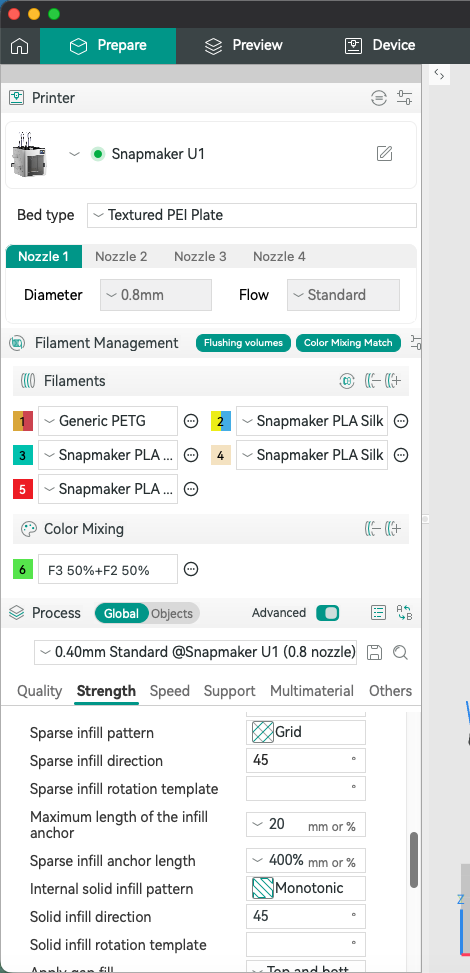 Prepare Preview Device
Printer
Snapmaker U1
Bed type Textured PEI Plate
Nozzle 1 Nozzle 2 Nozzle 3 Nozzle 4
Diameter 0.8mm Flow Standard
Filament Management Flushing volumes Color Mixing Match
Filaments
1 Generic PETG 2 Snapmaker PLA Silk
3 Snapmaker PLA ... 4 Snapmaker PLA Silk
5 Snapmaker PLA ...
Color Mixing
6 F3 50%+F2 50%
Process Global Objects Advanced
0.40mm Standard @Snapmaker U1 (0.8 nozzle)
Quality Strength Speed Support Multimaterial Others
Sparse infill pattern Grid
Sparse infill direction 45 °
Sparse infill rotation template °
Maximum length of the infill
anchor 20 mm or %
Sparse infill anchor length 400% mm or %
Internal solid infill pattern Monotonic
Solid infill direction 45 °
Solid infill rotation template °
Apply gap fill Top and bott
Z